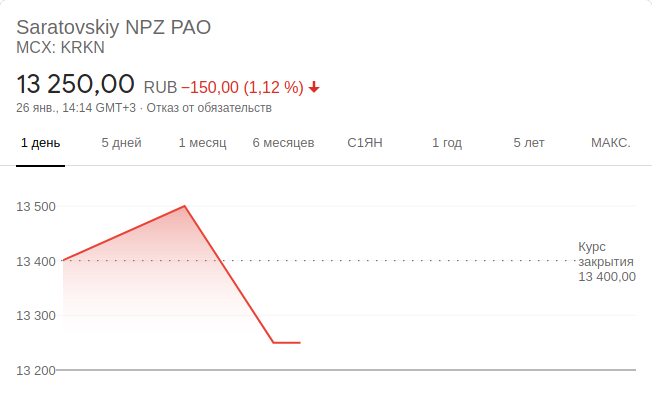 Saratovskiy NPZ PAO
MCX: KRKN
13 250,00 RUB −150,00 (1,12 %)
26 янв., 14:14 GMT+3 · Отказ от обязательств
1 день 5 дней 1 месяц 6 месяцев С1ЯН 1 год 5 лет МАКС.
13 500
13 400
13 300
13 200
Курс
закрытия
13 400,00